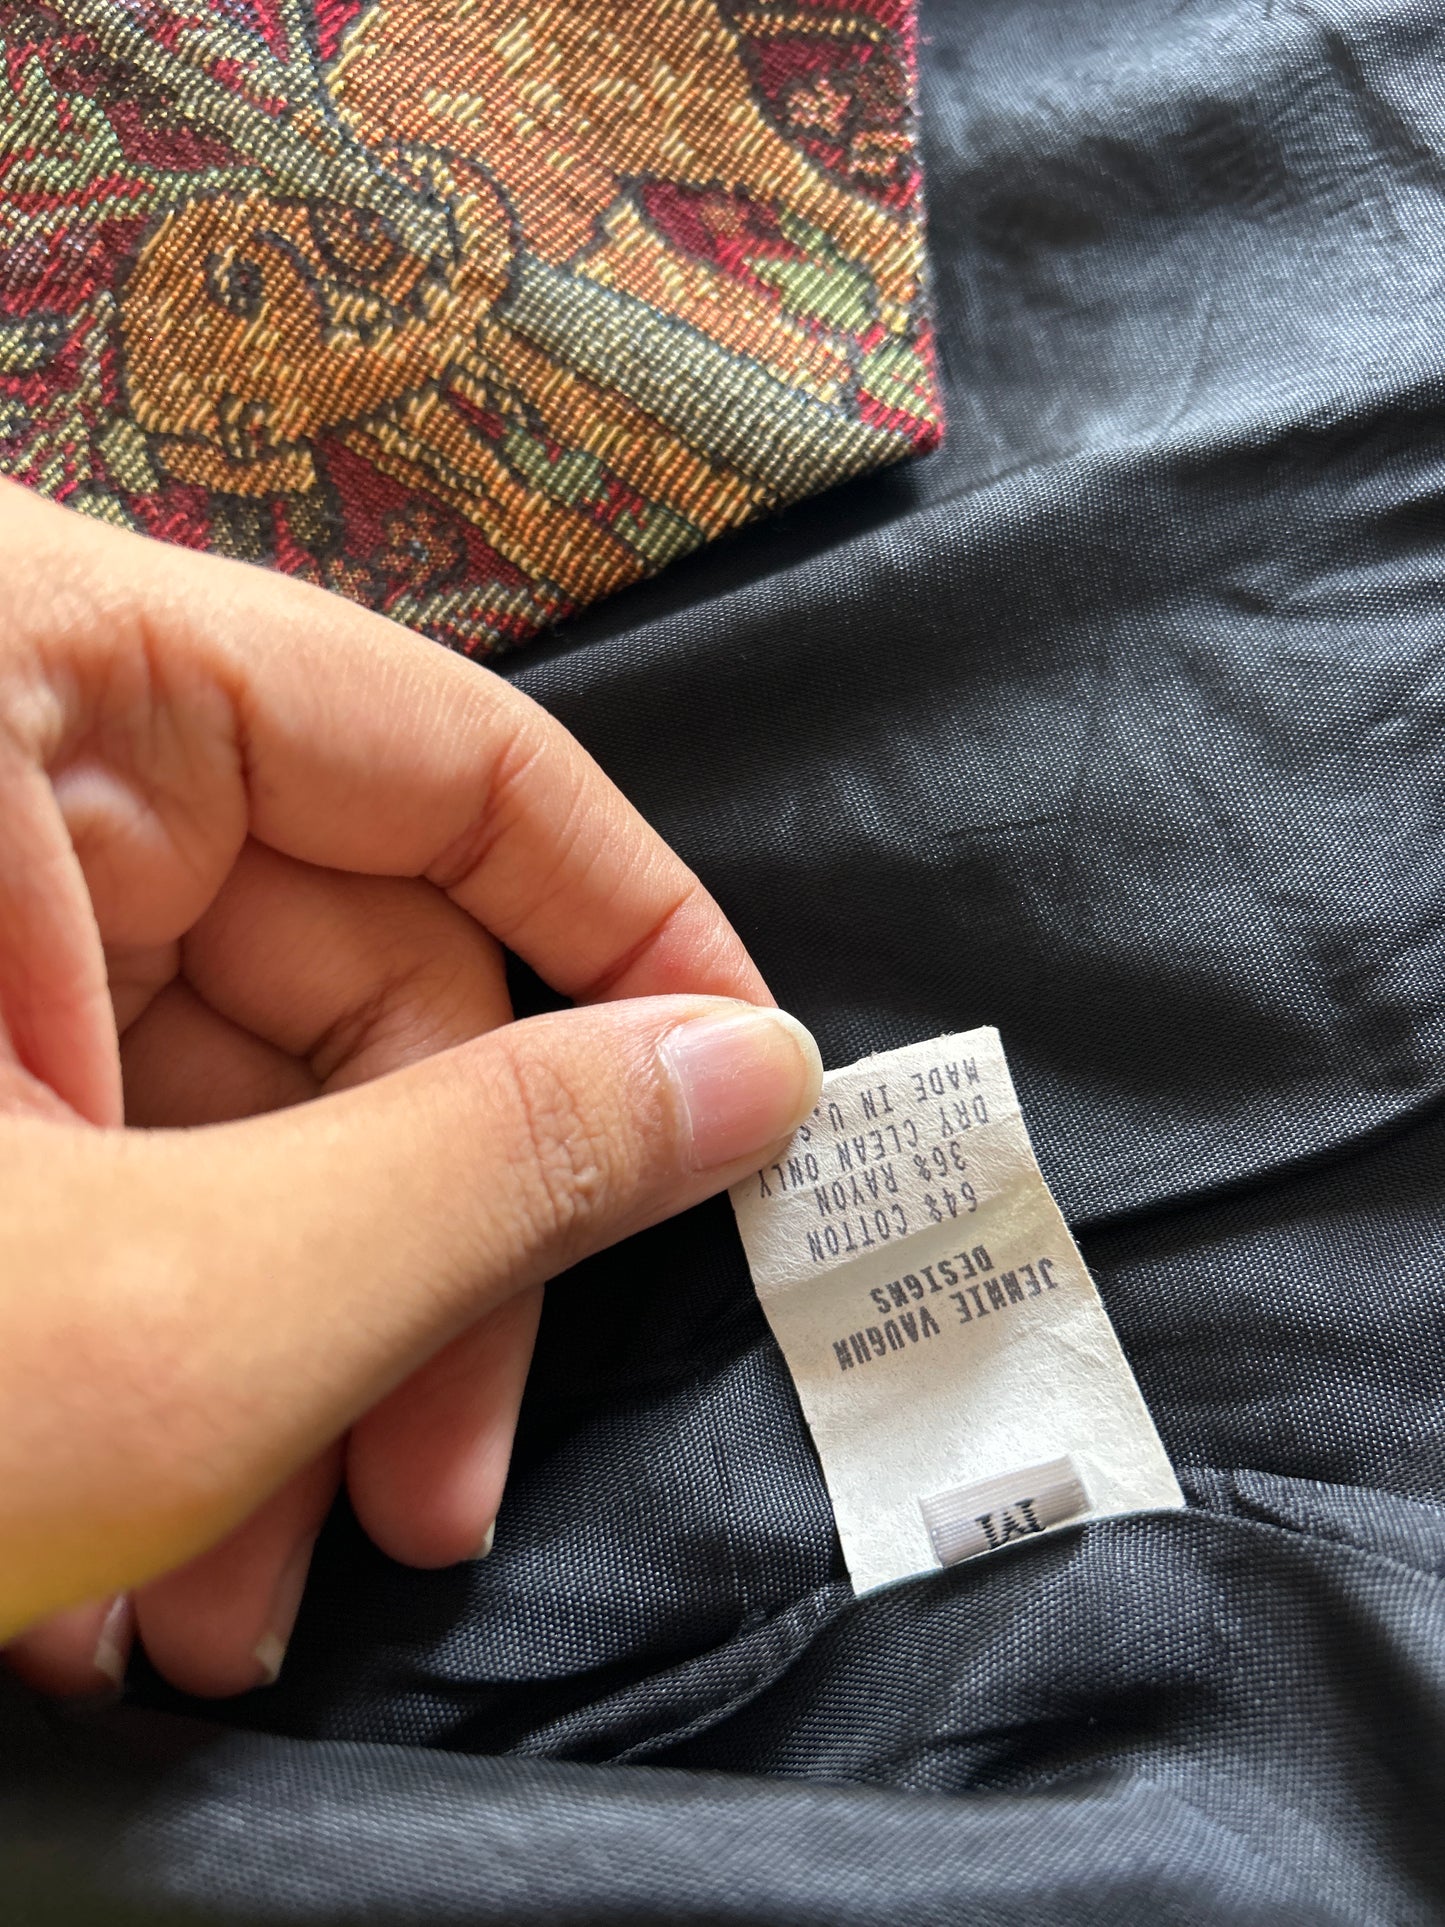 M
JENNIE VAUGHN
DESIGNS
64% COTTON
36% RAYON
DRY CLEAN ONLY
MADE IN U.S.